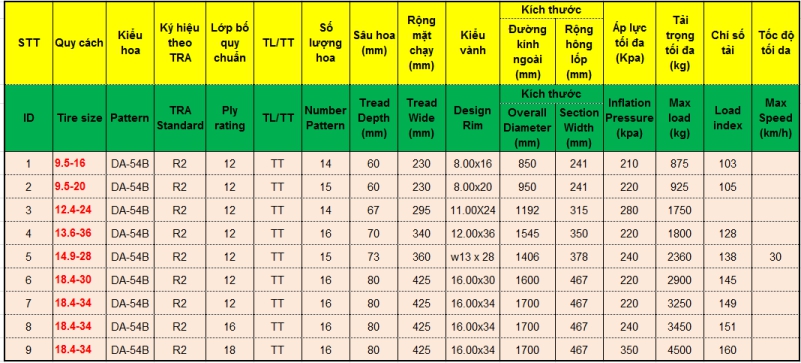 STT Quy cách Kiểu hoa Ký hiệu theo TRA Lớp bố quy chuẩn TL/TT Số lượng hoa Sâu hoa (mm) Rộng mặt chạy (mm) Kiểu vành Kích thước Đường kính ngoài (mm) Rộng hông lốp (mm) Áp lực tối đa (Kpa) Tải trọng tối đa (kg) Chỉ số tải Tốc độ tối da
ID Tire size Pattern TRA Standard Ply rating TL/TT Number Pattern Tread Depth (mm) Tread Wide (mm) Design Rim Kích thước Overall Diameter (mm) Section Width (mm) Inflation Pressure (kpa) Max load (kg) Load index Max Speed (km/h)
1 9.5-16 DA-54B R2 12 TT 14 60 230 8.00x16 850 241 210 875 103
2 9.5-20 DA-54B R2 12 TT 15 60 230 8.00x20 950 241 220 925 105
3 12.4-24 DA-54B R2 12 TT 14 67 295 11.00X24 1192 315 280 1750
4 13.6-36 DA-54B R2 12 TT 16 70 340 12.00x36 1545 350 220 1800 128
5 14.9-28 DA-54B R2 12 TT 15 73 360 w13 x 28 1406 378 240 2360 138 30
6 18.4-30 DA-54B R2 12 TT 16 80 425 16.00x30 1600 467 220 2900 145
7 18.4-34 DA-54B R2 12 TT 16 80 425 16.00x34 1700 467 220 3250 149
8 18.4-34 DA-54B R2 16 TT 16 80 425 16.00x34 1700 467 240 3450 151
9 18.4-34 DA-54B R2 18 TT 16 80 425 16.00x34 1700 467 350 4500 160